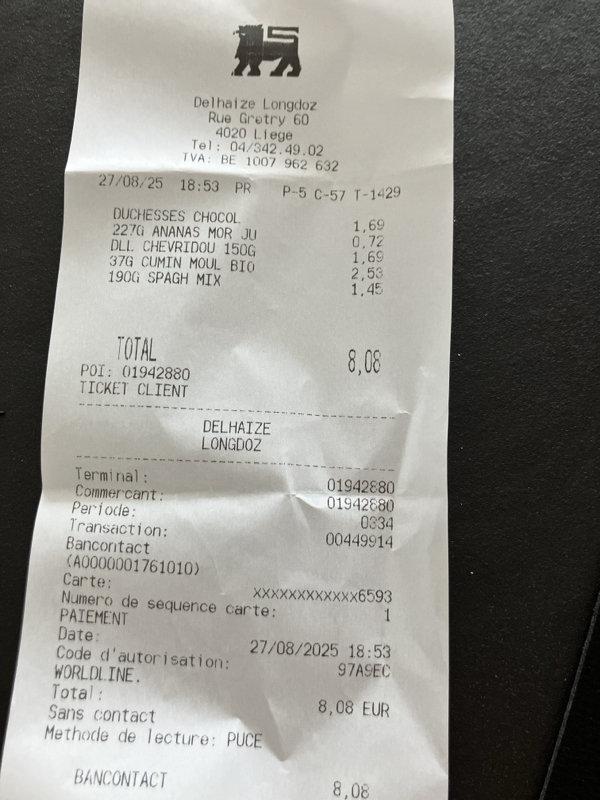 Delhaize Longdoz
Rue Gretry 60
4020 Liege
Tel: 04/342.49.02
TVA: BE 1007 962 632
27/08/25 18:53 PR P-5 C-57 T-1429
DUCHESSES CHOCOL 1,69
227G ANANAS MOR JU 0,72
DLL CHEVRIDOU 150G 1,69
37G CUMIN MOUL BIO 2,53
190G SPAGH MIX 1,45
TOTAL 8,08
POI: 01942880
TICKET CLIENT
DELHAIZE
LONGDOZ
Terminal: 01942880
Commercant: 01942880
Periode: 0334
Transaction: 00449914
Bancontact
(A0000001761010)
Carte: xxxxxxxxxxxx6593
Numero de sequence carte: 1
PAIEMENT
Date: 27/08/2025 18:53
Code d'autorisation: 97A9EC
WORLDLINE.
Total: 8,08 EUR
Sans contact
Methode de lecture: PUCE
BANCONTACT 8,08